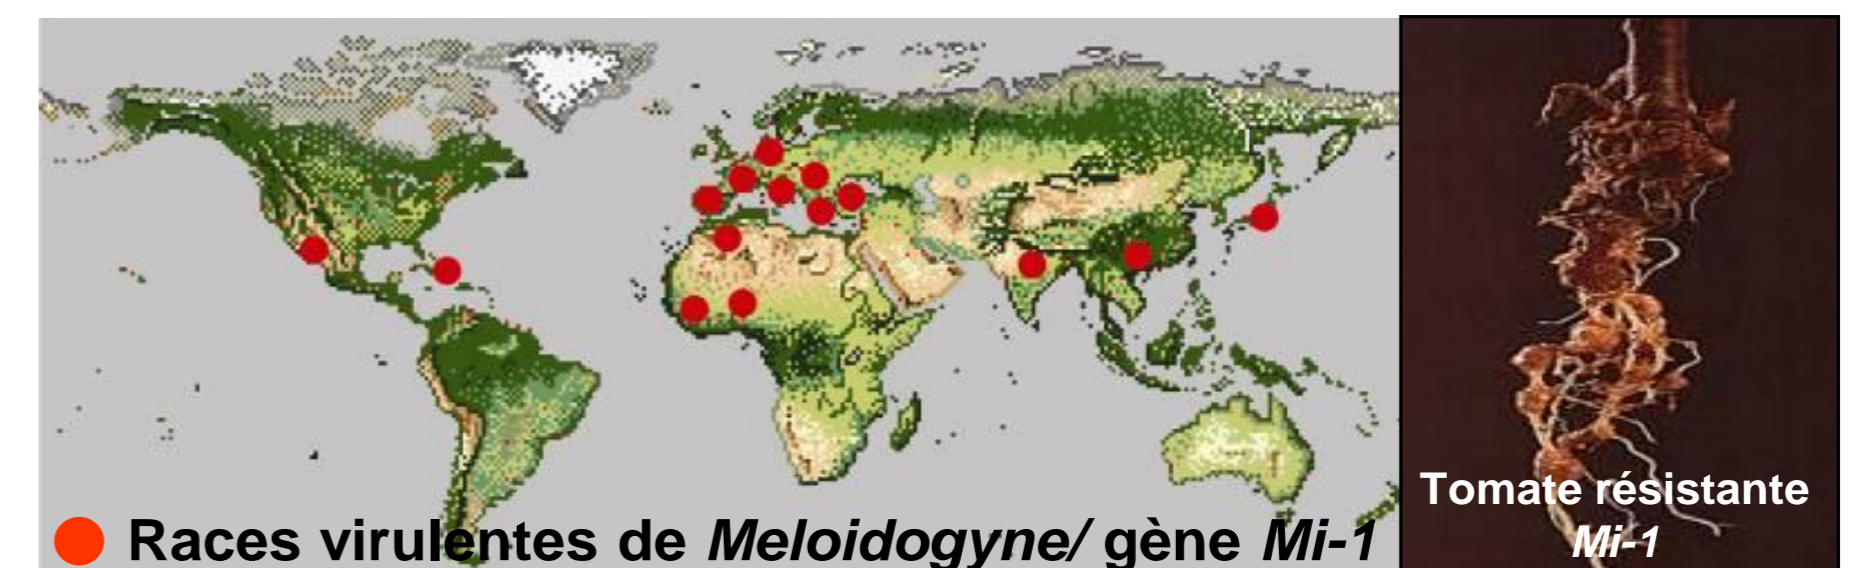 Races virulentes de Meloidogyne/ gène Mi-1
Tomate résistante
Mi-1